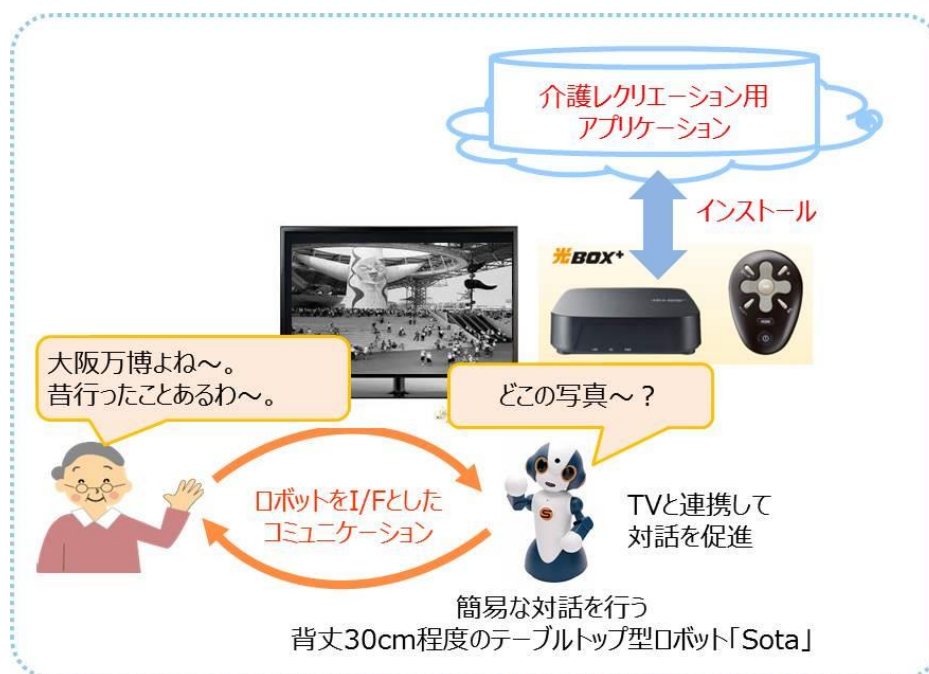 介護レクリエーション用
アプリケーション
インストール
光BOX+
大阪万博よね~。
昔行ったことあるわ~。
どこの写真~?
ロボットをI/Fとした
コミュニケーション
S
TVと連携して
対話を促進
簡易な対話を行う
背丈30cm程度のテーブルトップ型ロボット「Sota」